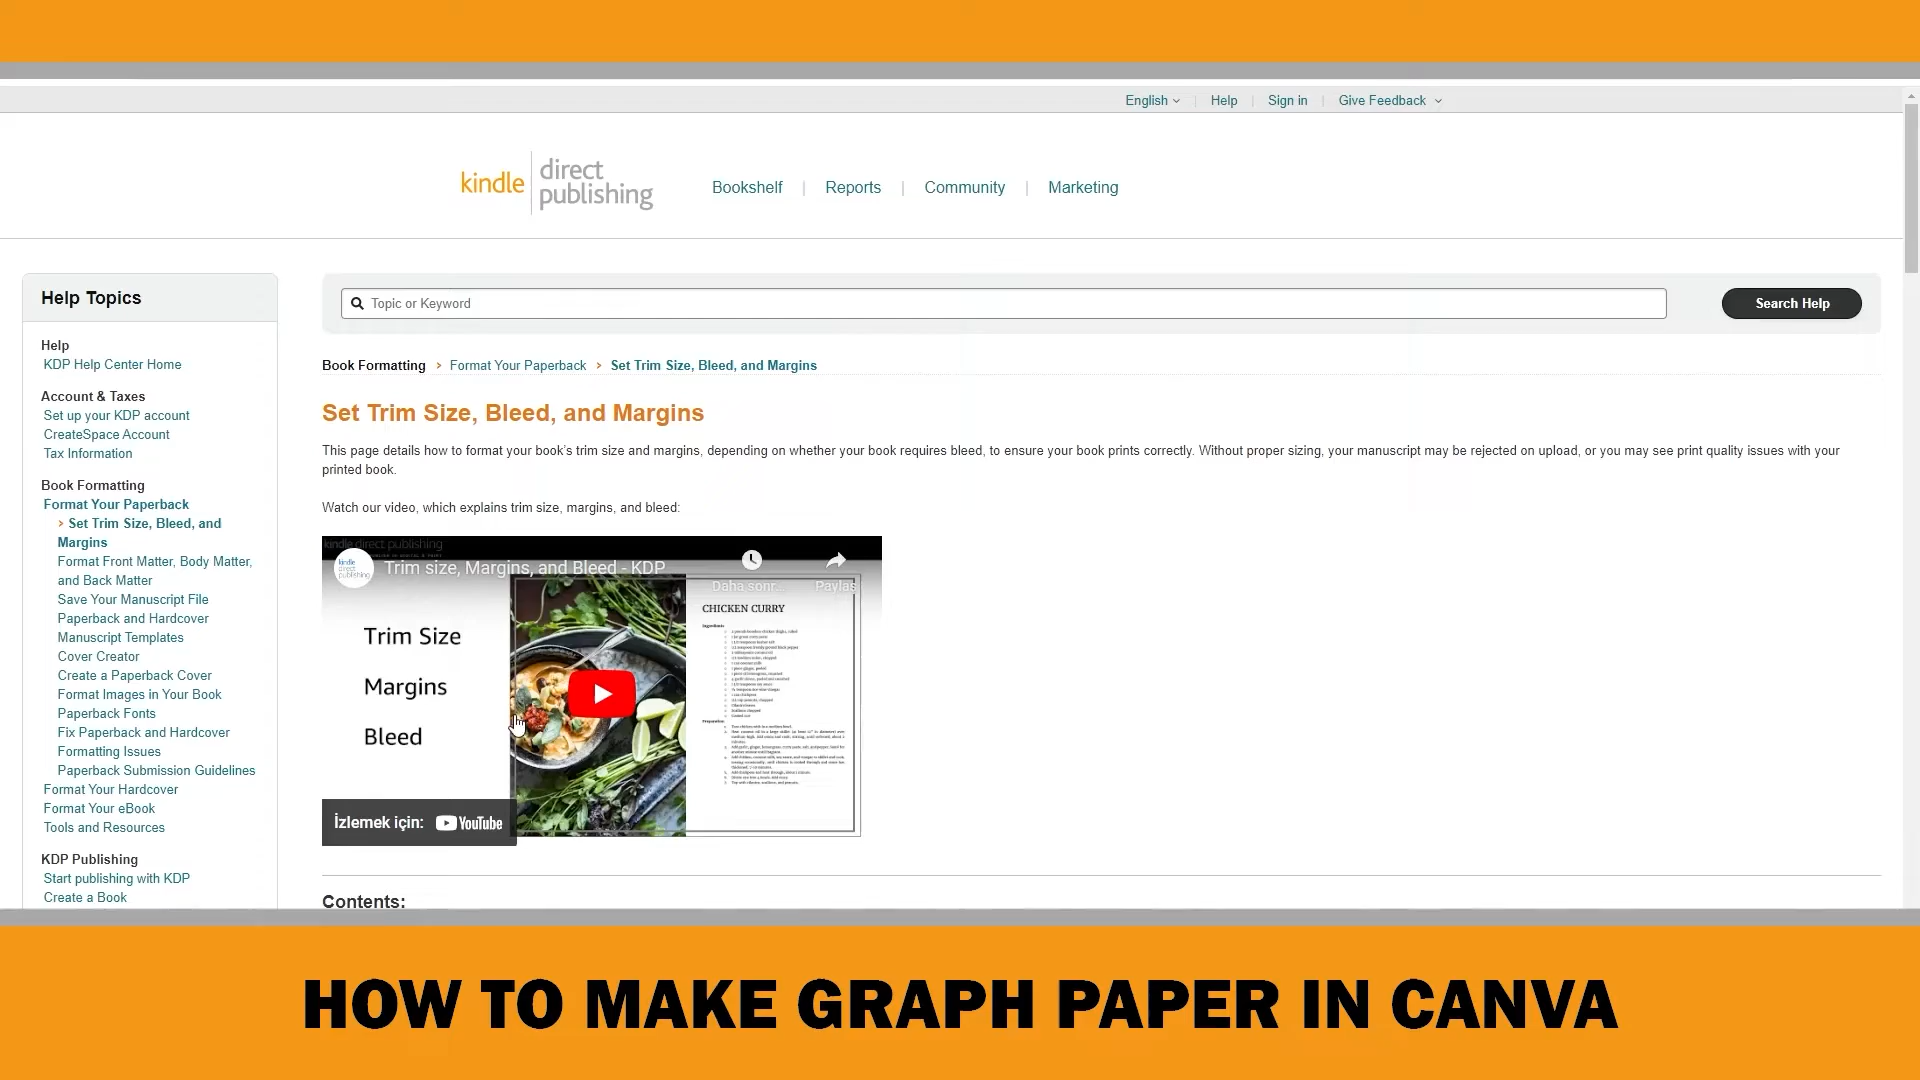 English
Help
Sign in
Give Feedback
kindle
direct
publishing
Bookshelf
Reports
Community
Marketing
Help Topics
Help
KDP Help Center Home
Account & Taxes
Set up your KDP account
CreateSpace Account
Tax Information
Book Formatting
Format Your Paperback
› Set Trim Size, Bleed, and
Margins
Format Front Matter, Body Matter,
and Back Matter
Save Your Manuscript File
Paperback and Hardcover
Manuscript Templates
Cover Creator
Create a Paperback Cover
Format Images in Your Book
Paperback Fonts
Fix Paperback and Hardcover
Formatting Issues
Paperback Submission Guidelines
Format Your Hardcover
Format Your eBook
Tools and Resources
KDP Publishing
Start publishing with KDP
Create a Book
Topic or Keyword
Search Help
Book Formatting › Format Your Paperback › Set Trim Size, Bleed, and Margins
Set Trim Size, Bleed, and Margins
This page details how to format your book's trim size and margins, depending on whether your book requires bleed, to ensure your book prints correctly. Without proper sizing, your manuscript may be rejected on upload, or you may see print quality issues with your
printed book.
Watch our video, which explains trim size, margins, and bleed:
kindle direct publishing
Trim size, Margins, and Bleed - KDP
Daha sonr...
Paylaş
Trim Size
Margins
Bleed
CHICKEN CURRY
Ingredients
Preparation
İzlemek için: YouTube
Contents:
HOW TO MAKE GRAPH PAPER IN CANVA